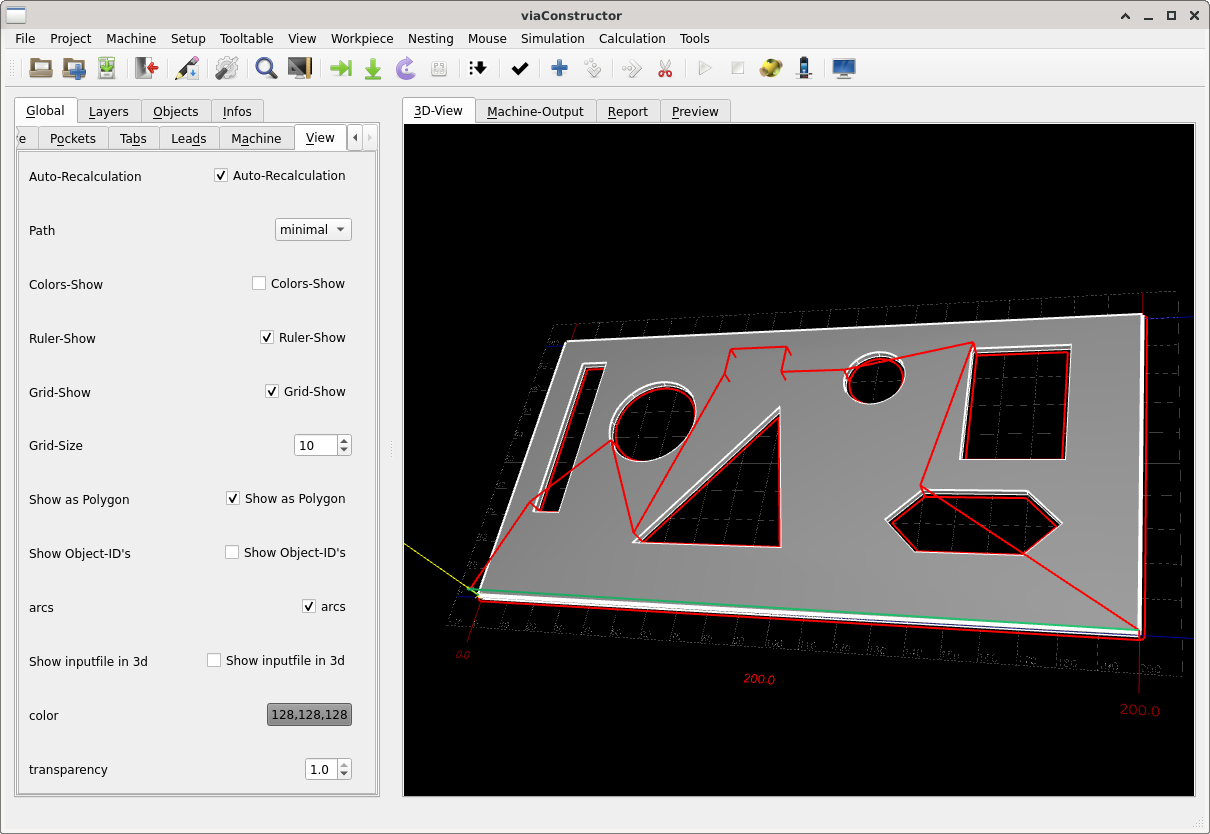 viaConstructor
File Project Machine Setup Tooltable View Workpiece Nesting Mouse Simulation Calculation Tools
Global Layers Objects Infos
3D-View Machine-Output Report Preview
e Pockets Tabs Leads Machine View
Auto-Recalculation Auto-Recalculation
Path minimal
Colors-Show Colors-Show
Ruler-Show Ruler-Show
Grid-Show Grid-Show
Grid-Size 10
Show as Polygon Show as Polygon
Show Object-ID's Show Object-ID's
arcs arcs
Show inputfile in 3d Show inputfile in 3d
color 128,128,128
transparency 1.0
0.0
200.0
200.0